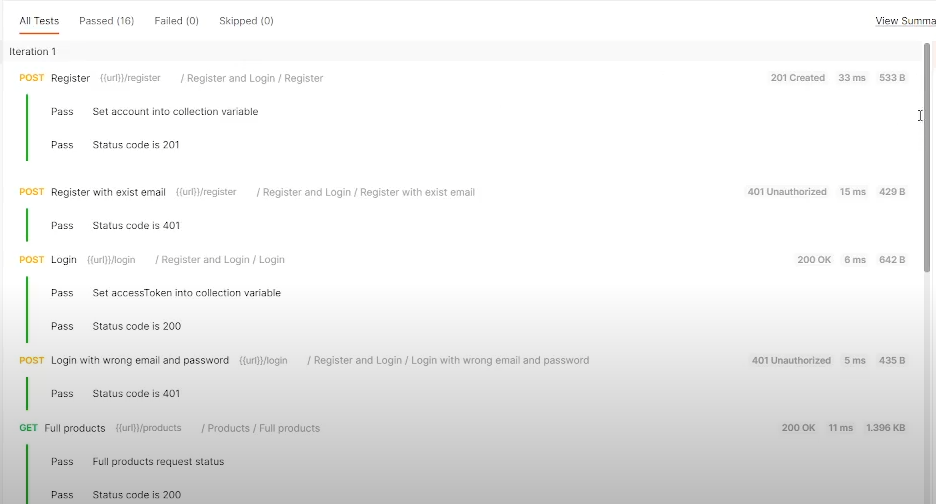 All Tests Passed (16) Failed (0) Skipped (0) View Summa
Iteration 1
POST Register {{url}}/register / Register and Login / Register 201 Created 33 ms 533 B
Pass Set account into collection variable
Pass Status code is 201
POST Register with exist email {{url}}/register / Register and Login / Register with exist email 401 Unauthorized 15 ms 429 B
Pass Status code is 401
POST Login {{url}}/login / Register and Login / Login 200 OK 6 ms 642 B
Pass Set accessToken into collection variable
Pass Status code is 200
POST Login with wrong email and password {{url}}/login / Register and Login / Login with wrong email and password 401 Unauthorized 5 ms 435 B
Pass Status code is 401
GET Full products {{url}}/products / Products / Full products 200 OK 11 ms 1.396 KB
Pass Full products request status
Pass Status code is 200